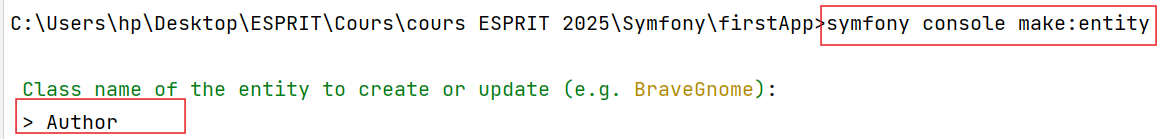 C:\Users\hp\Desktop\ESPRIT\Cours\cours ESPRIT 2025\Symfony\firstApp>symfony console make:entity
Class name of the entity to create or update (e.g. BraveGnome):
> Author